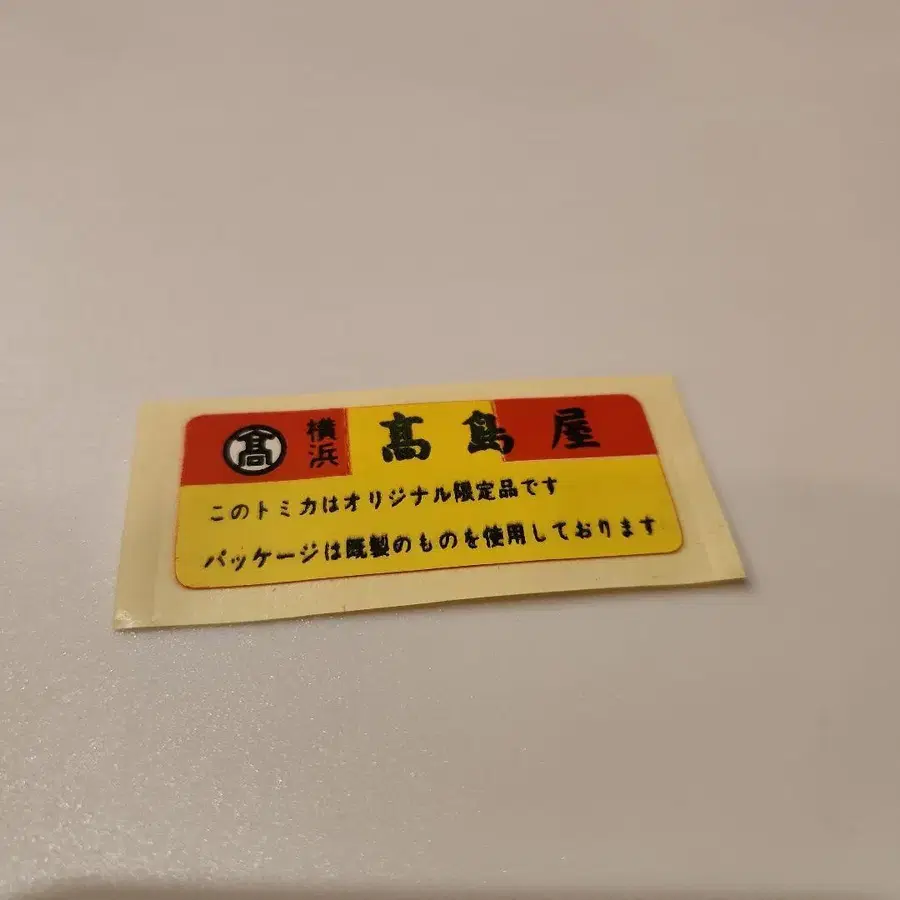 髙 横浜 髙島屋
このトミカはオリジナル限定品です
パッケージは既製のものを使用しております